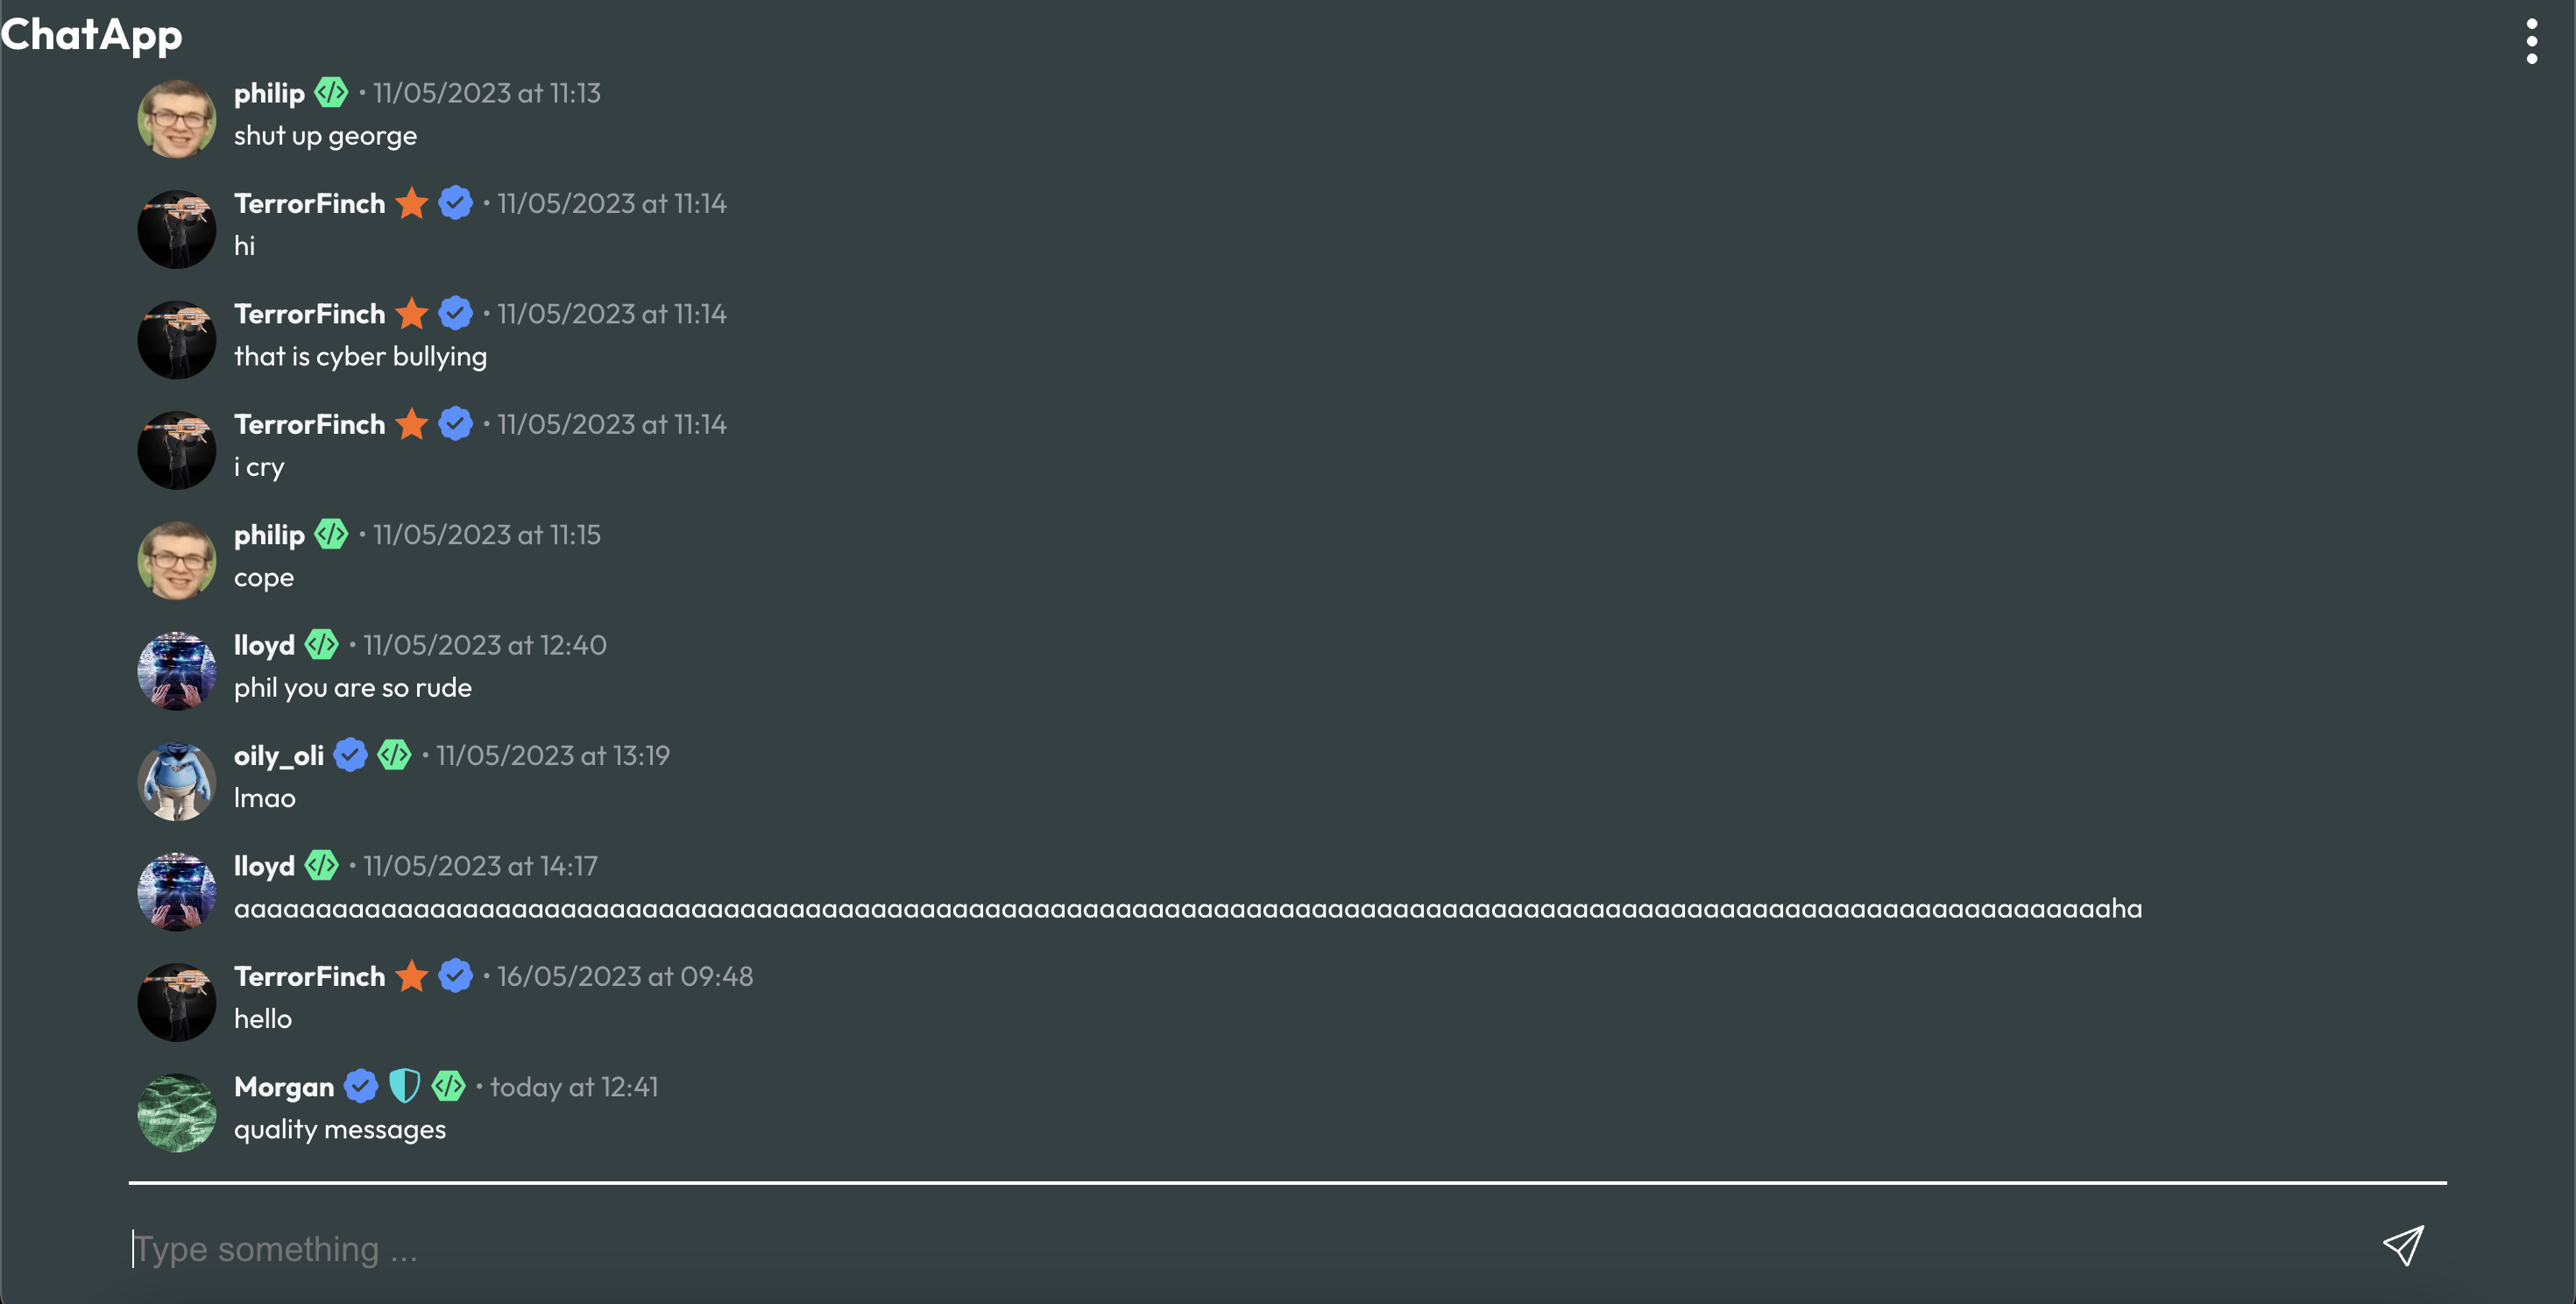 ChatApp
philip • 11/05/2023 at 11:13
shut up george
TerrorFinch • 11/05/2023 at 11:14
hi
TerrorFinch • 11/05/2023 at 11:14
that is cyber bullying
TerrorFinch • 11/05/2023 at 11:14
i cry
philip • 11/05/2023 at 11:15
cope
lloyd • 11/05/2023 at 12:40
phil you are so rude
oily_oli • 11/05/2023 at 13:19
lmao
lloyd • 11/05/2023 at 14:17
aaaaaaaaaaaaaaaaaaaaaaaaaaaaaaaaaaaaaaaaaaaaaaaaaaaaaaaaaaaaaaaaaaaaaaaaaaaaaaaaaaaaaaaaaaaaaaaaaaaaaaaaaaaaaaaaaaaaha
TerrorFinch • 16/05/2023 at 09:48
hello
Morgan • today at 12:41
quality messages
Type something ...